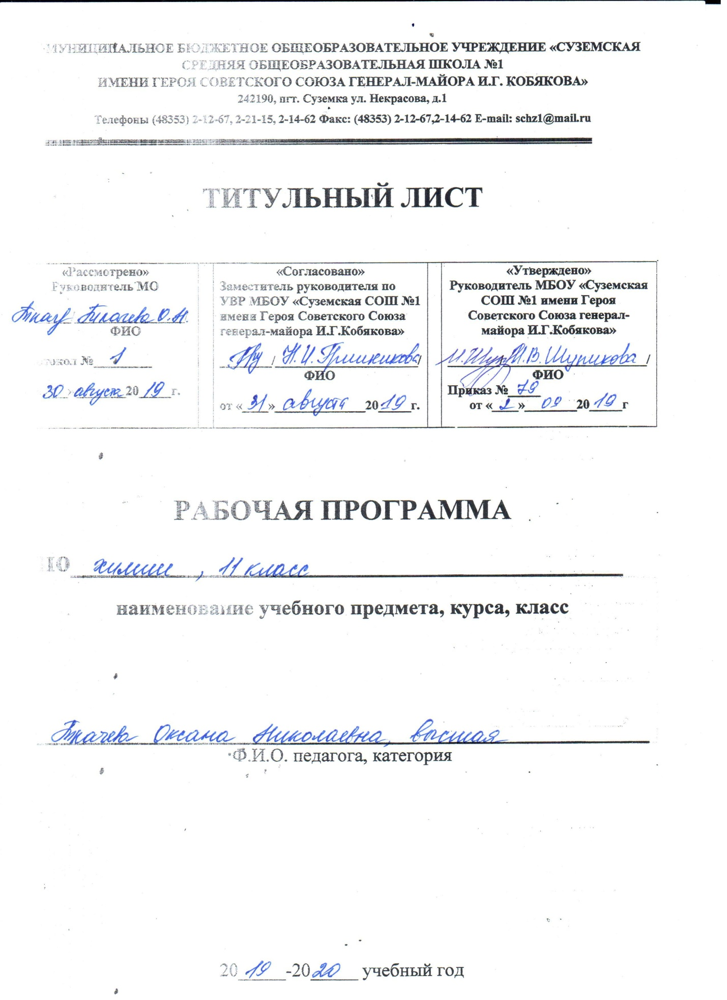 МУНИЦИПАЛЬНОЕ БЮДЖЕТНОЕ ОБЩЕОБРАЗОВАТЕЛЬНОЕ УЧРЕЖДЕНИЕ «СУЗЕМСКАЯ
СРЕДНЯЯ ОБЩЕОБРАЗОВАТЕЛЬНАЯ ШКОЛА №1
ИМЕНИ ГЕРОЯ СОВЕТСКОГО СОЮЗА ГЕНЕРАЛ-МАЙОРА И.Г. КОБЯКОВА»
242190, пгт. Суземка ул. Некрасова, д.1
Телефоны (48353) 2-12-67, 2-21-15, 2-14-62 Факс: (48353) 2-12-67,2-14-62 E-mail: schz1@mail.ru
ТИТУЛЬНЫЙ ЛИСТ
«Рассмотрено»
Руководитель МО
Ткачева О.Н.
ФИО
отокол № 1
30 » августа 20 19 г.
«Согласовано»
Заместитель руководителя по
УВР МБОУ «Суземская СОШ №1
имени Героя Советского Союза
генерал-майора И.Г.Кобякова»
/ Н.И. /
ФИО
от « 31 » августа 20 19 г.
«Утверждено»
Руководитель МБОУ «Суземская
СОШ №1 имени Героя
Советского Союза генерал-
майора И.Г.Кобякова»
М.В. Шупикова /
ФИО
Приказ № 79
от « 2 » 09 20 19 г
РАБОЧАЯ ПРОГРАММА
ПО химии , 11 класс
наименование учебного предмета, курса, класс
Ткачева Оксана Николаевна, высшая
Ф.И.О. педагога, категория
20 19 -20 20 учебный год